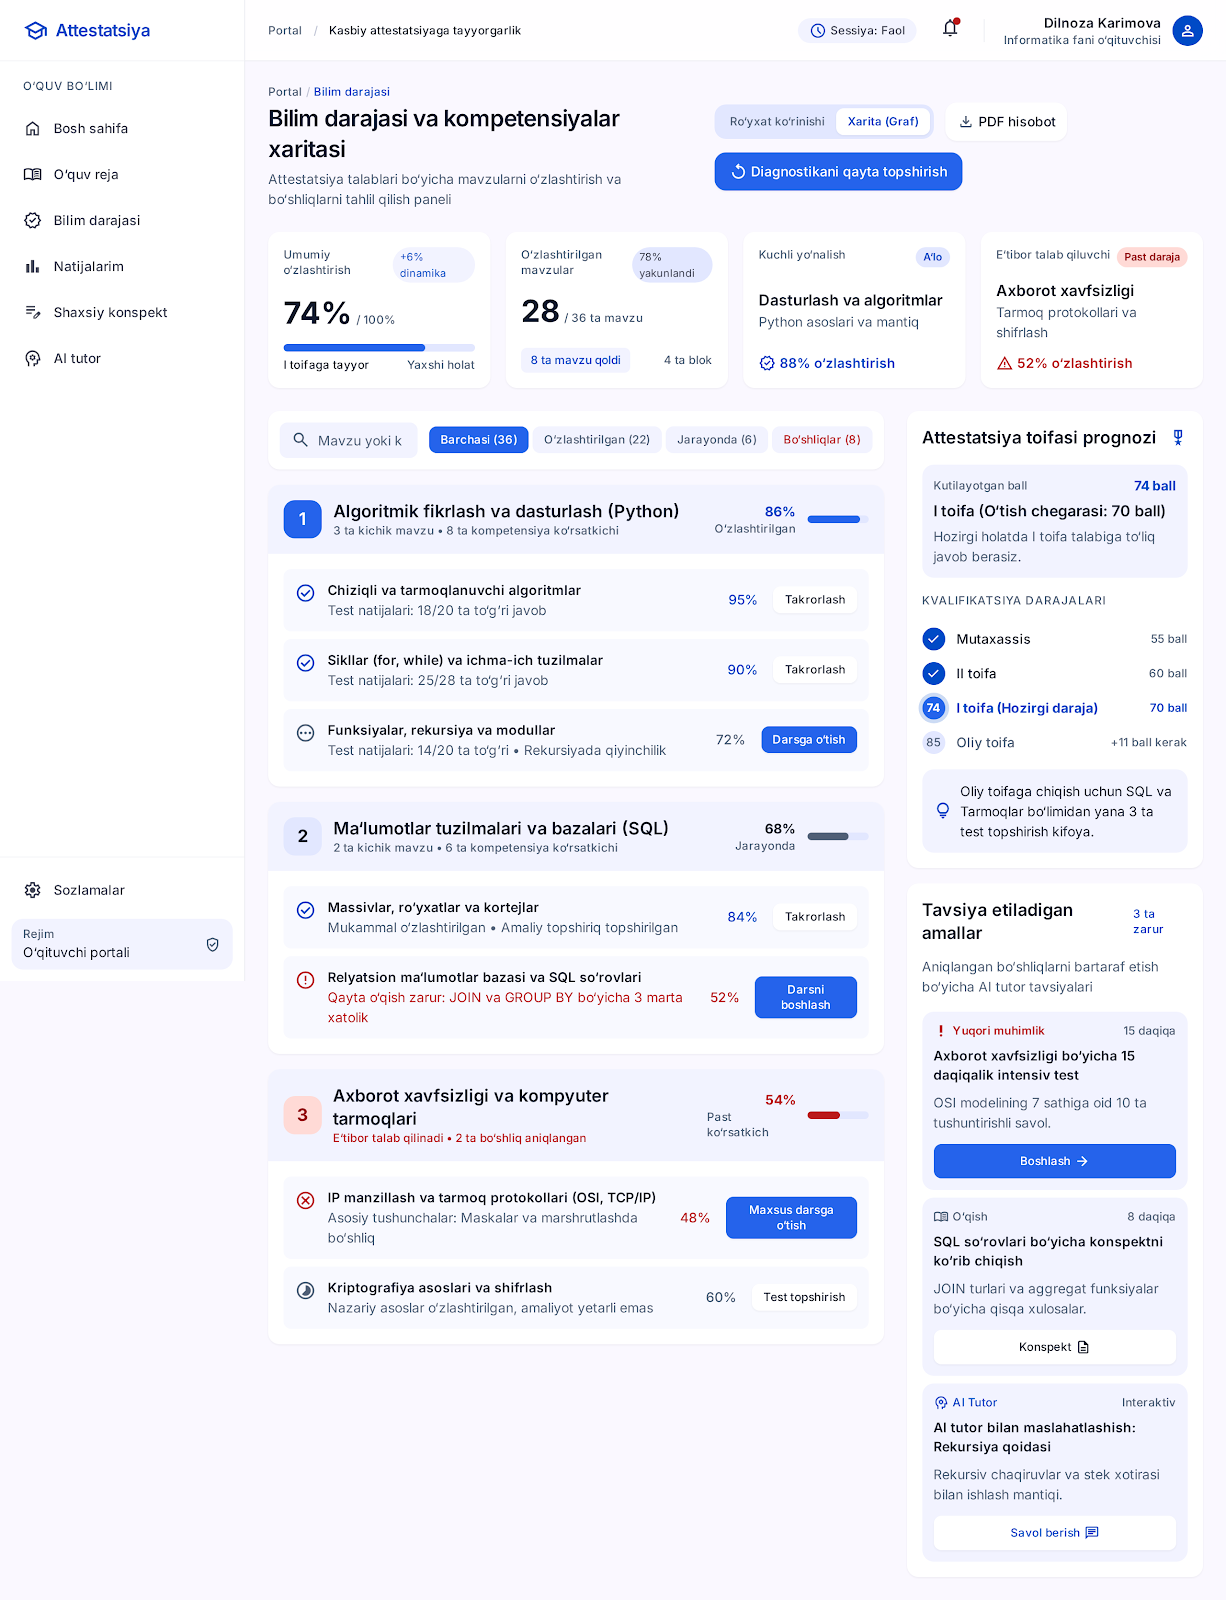 Attestatsiya
Portal / Kasbiy attestatsiyaga tayyorgarlik
Sessiya: Faol
Dilnoza Karimova
Informatika fani o‘qituvchisi
O‘QUV BO‘LIMI
Bosh sahifa
O‘quv reja
Bilim darajasi
Natijalarim
Shaxsiy konspekt
AI tutor
Sozlamalar
Rejim
O‘qituvchi portali
Portal / Bilim darajasi
Bilim darajasi va kompetensiyalar
xaritasi
Attestatsiya talablari bo‘yicha mavzularni o‘zlashtirish va
bo‘shliqlarni tahlil qilish paneli
Ro‘yxat ko‘rinishi
Xarita (Graf)
PDF hisobot
Diagnostikani qayta topshirish
Umumiy
o‘zlashtirish
+6%
dinamika
74% / 100%
I toifaga tayyor
Yaxshi holat
O‘zlashtirilgan
mavzular
78%
yakunlandi
28 / 36 ta mavzu
8 ta mavzu qoldi
4 ta blok
Kuchli yo‘nalish
A‘lo
Dasturlash va algoritmlar
Python asoslari va mantiq
88% o‘zlashtirish
E‘tibor talab qiluvchi
Past daraja
Axborot xavfsizligi
Tarmoq protokollari va
shifrlash
52% o‘zlashtirish
Mavzu yoki k
Barchasi (36)
O‘zlashtirilgan (22)
Jarayonda (6)
Bo‘shliqlar (8)
1
Algoritmik fikrlash va dasturlash (Python)
3 ta kichik mavzu • 8 ta kompetensiya ko‘rsatkichi
86%
O‘zlashtirilgan
Chiziqli va tarmoqlanuvchi algoritmlar
Test natijalari: 18/20 ta to‘g‘ri javob
95%
Takrorlash
Sikllar (for, while) va ichma-ich tuzilmalar
Test natijalari: 25/28 ta to‘g‘ri javob
90%
Takrorlash
Funksiyalar, rekursiya va modullar
Test natijalari: 14/20 ta to‘g‘ri • Rekursiyada qiyinchilik
72%
Darsga o‘tish
2
Ma‘lumotlar tuzilmalari va bazalari (SQL)
2 ta kichik mavzu • 6 ta kompetensiya ko‘rsatkichi
68%
Jarayonda
Massivlar, ro‘yxatlar va kortejlar
Mukammal o‘zlashtirilgan • Amaliy topshiriq topshirilgan
84%
Takrorlash
Relyatsion ma‘lumotlar bazasi va SQL so‘rovlari
Qayta o‘qish zarur: JOIN va GROUP BY bo‘yicha 3 marta
xatolik
52%
Darsni
boshlash
3
Axborot xavfsizligi va kompyuter
tarmoqlari
E‘tibor talab qilinadi • 2 ta bo‘shliq aniqlangan
54%
Past
ko‘rsatkich
IP manzillash va tarmoq protokollari (OSI, TCP/IP)
Asosiy tushunchalar: Maskalar va marshrutlashda
bo‘shliq
48%
Maxsus darsga
o‘tish
Kriptografiya asoslari va shifrlash
Nazariy asoslar o‘zlashtirilgan, amaliyot yetarli emas
60%
Test topshirish
Attestatsiya toifasi prognozi
Kutilayotgan ball
74 ball
I toifa (O‘tish chegarasi: 70 ball)
Hozirgi holatda I toifa talabiga to‘liq
javob berasiz.
KVALIFIKATSIYA DARAJALARI
Mutaxassis
55 ball
II toifa
60 ball
74
I toifa (Hozirgi daraja)
70 ball
85
Oliy toifa
+11 ball kerak
Oliy toifaga chiqish uchun SQL va
Tarmoqlar bo‘limidan yana 3 ta
test topshirish kifoya.
Tavsiya etiladigan
amallar
3 ta
zarur
Aniqlangan bo‘shliqlarni bartaraf etish
bo‘yicha AI tutor tavsiyalari
Yuqori muhimlik
15 daqiqa
Axborot xavfsizligi bo‘yicha 15
daqiqalik intensiv test
OSI modelining 7 sathiga oid 10 ta
tushuntirishli savol.
Boshlash
O‘qish
8 daqiqa
SQL so‘rovlari bo‘yicha konspektni
ko‘rib chiqish
JOIN turlari va aggregat funksiyalar
bo‘yicha qisqa xulosalar.
Konspekt
AI Tutor
Interaktiv
AI tutor bilan maslahatlashish:
Rekursiya qoidasi
Rekursiv chaqiruvlar va stek xotirasi
bilan ishlash mantiqi.
Savol berish